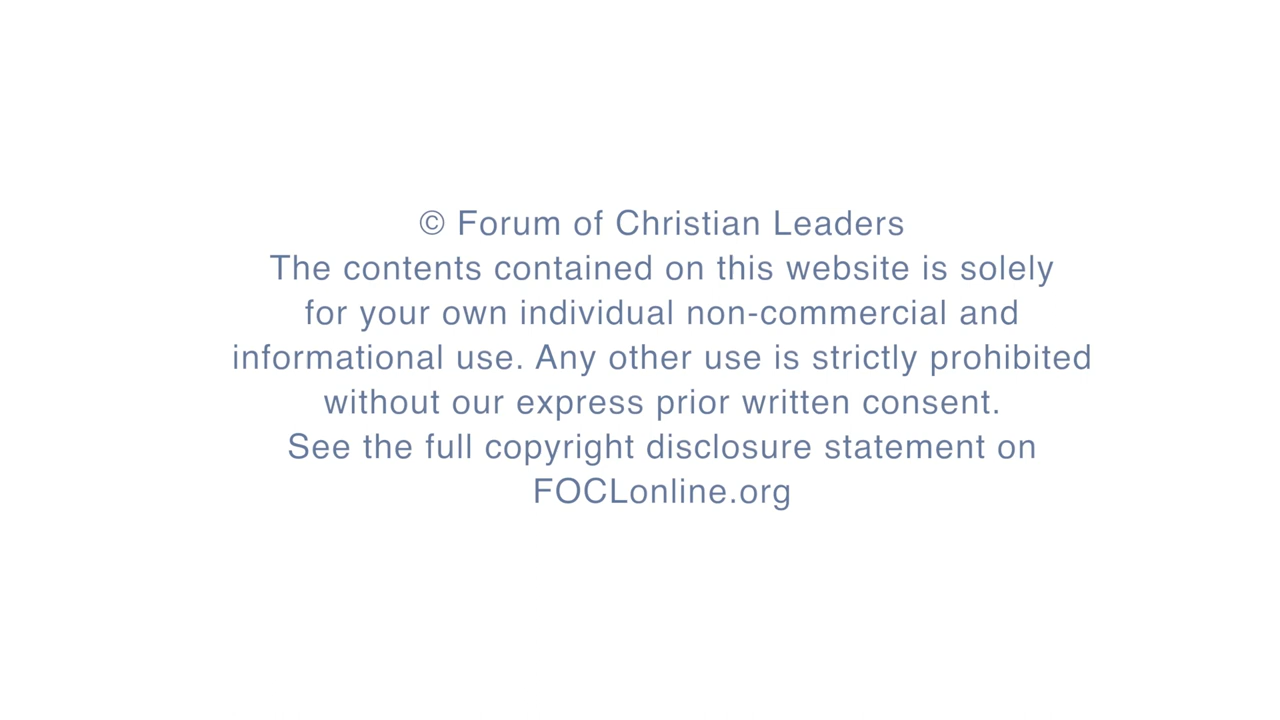 © Forum of Christian Leaders
The contents contained on this website is solely
for your own individual non-commercial and
informational use. Any other use is strictly prohibited
without our express prior written consent.
See the full copyright disclosure statement on
FOCLonline.org